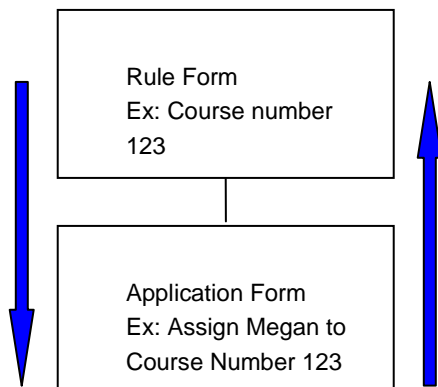 Rule Form
Ex: Course number
123
Application Form
Ex: Assign Megan to
Course Number 123